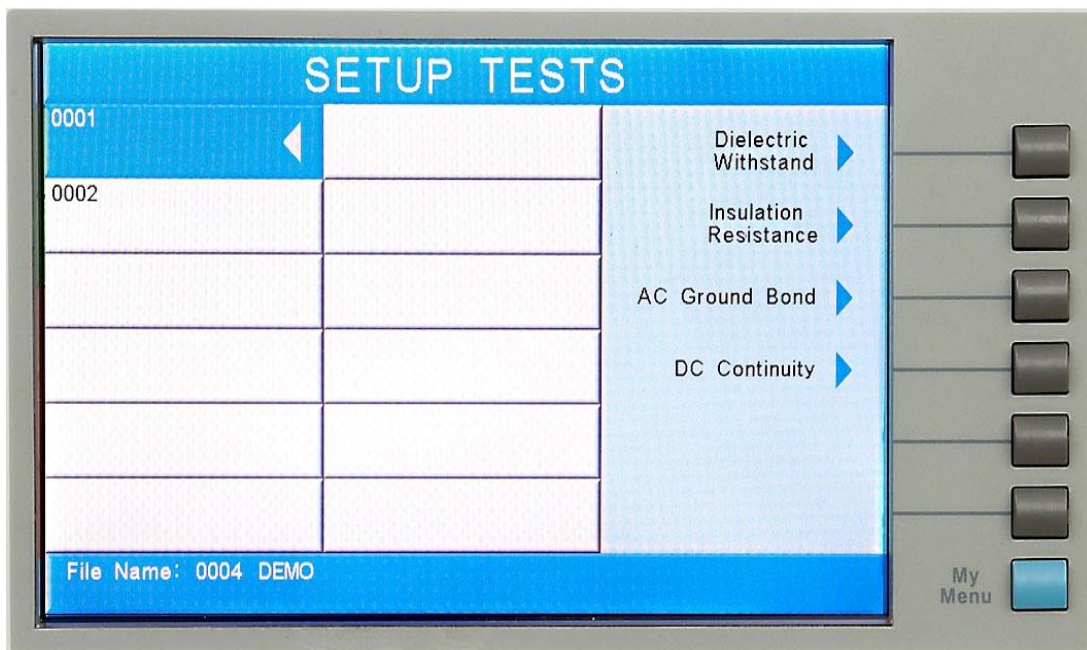 SETUP TESTS
0001
0002
Dielectric
Withstand
Insulation
Resistance
AC Ground Bond
DC Continuity
File Name: 0004 DEMO
My
Menu